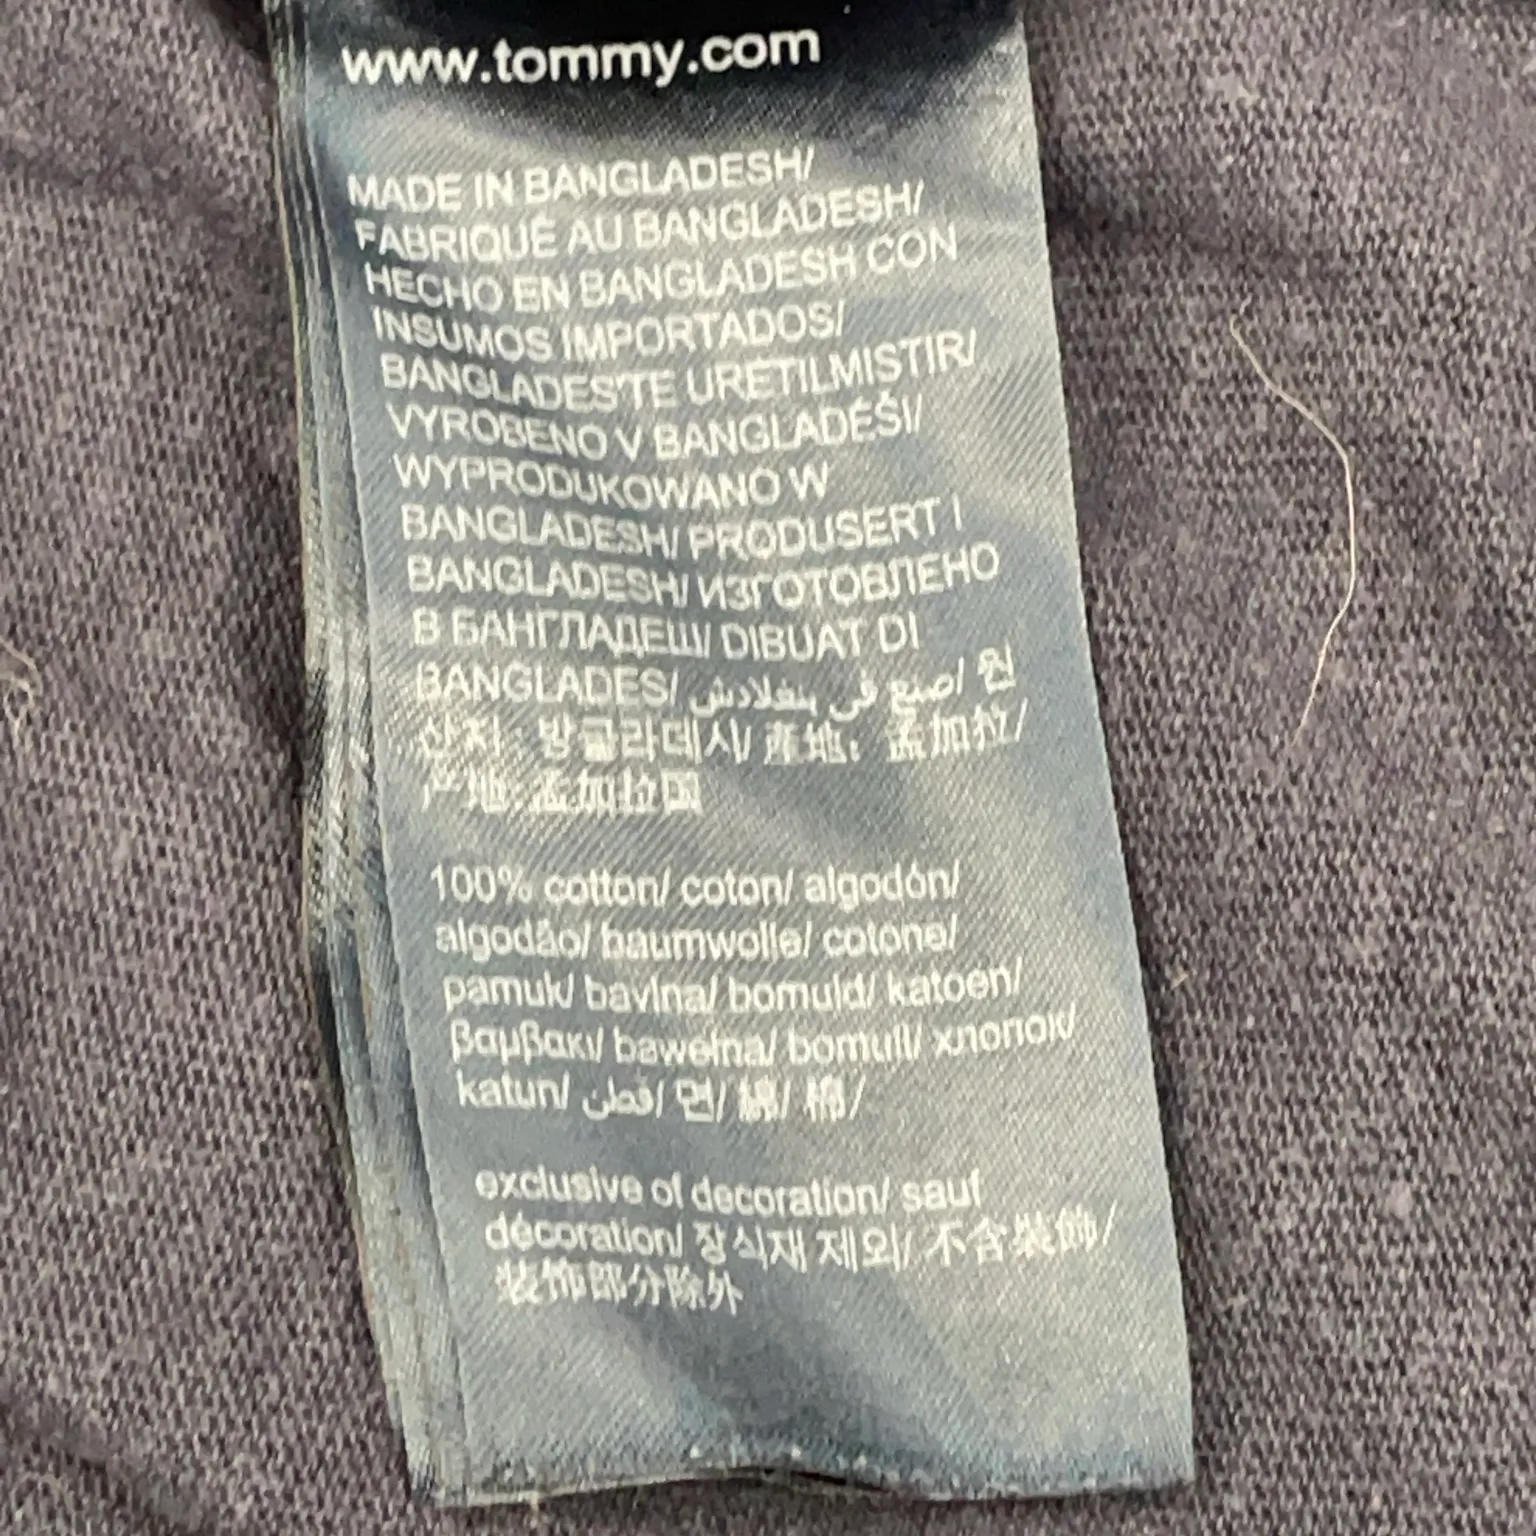 www.tommy.com
MADE IN BANGLADESH/
FABRIQUÉ AU BANGLADESH/
HECHO EN BANGLADESH CON
INSUMOS IMPORTADOS/
BANGLADES'TE URETILMISTIR/
VYROBENO V BANGLADÉŠI/
WYPRODUKOWANO W
BANGLADESH/ PRODUSERT I
BANGLADESH/ ИЗГОТОВЛЕНО
В БАНГЛАДЕШ/ DIBUAT DI
BANGLADES/ صنع في بنغلادش/ 원
산지: 방글라데시/ 產地: 孟加拉/
产地:孟加拉国
100% cotton/ coton/ algodón/
algodão/ baumwolle/ cotone/
pamuk/ bavlna/ bomuld/ katoen/
βαμβακι/ bawełna/ bomull/ хлопок/
katun/ قطن/ 면/ 綿/ 棉/
exclusive of decoration/ sauf
décoration/ 장식재 제외/ 不含裝飾/
装饰部分除外